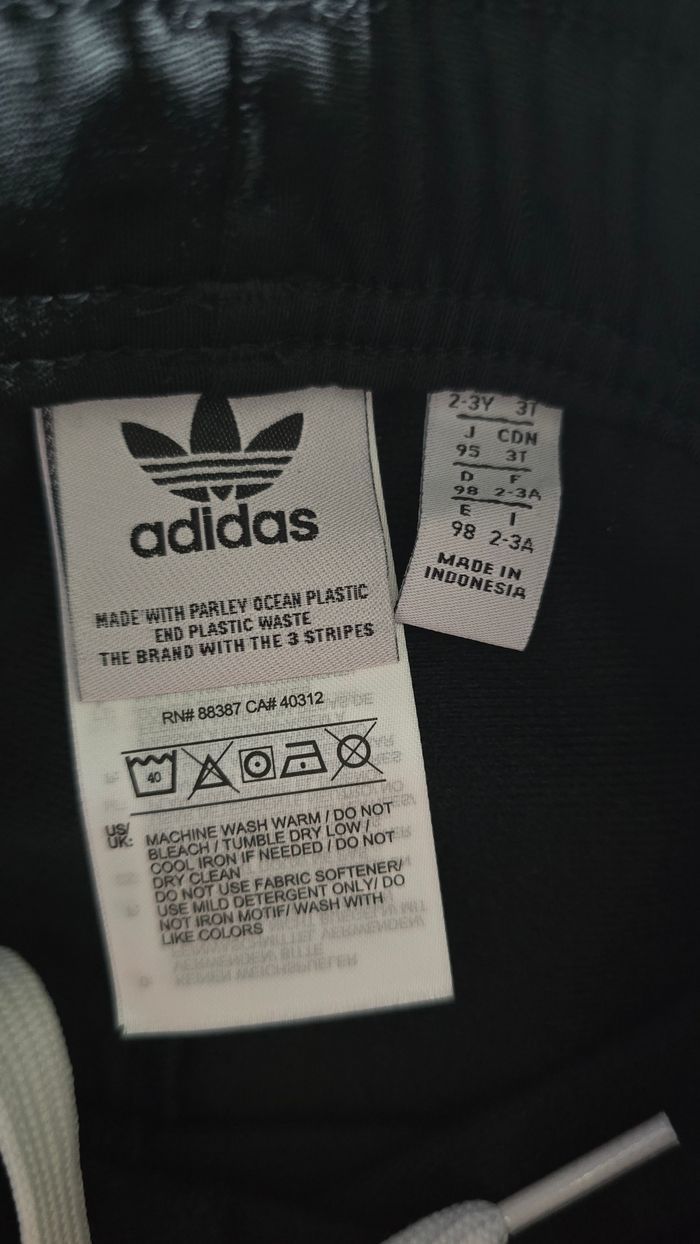 adidas
MADE WITH PARLEY OCEAN PLASTIC
END PLASTIC WASTE
THE BRAND WITH THE 3 STRIPES
RN# 88387 CA# 40312
40
US/
UK:
MACHINE WASH WARM / DO NOT
BLEACH / TUMBLE DRY LOW /
COOL IRON IF NEEDED / DO NOT
DRY CLEAN
DO NOT USE FABRIC SOFTENER/
USE MILD DETERGENT ONLY/ DO
NOT IRON MOTIF/ WASH WITH
LIKE COLORS
2-3Y 3T
J CDN
95 3T
D F
98 2-3A
E I
98 2-3A
MADE IN
INDONESIA